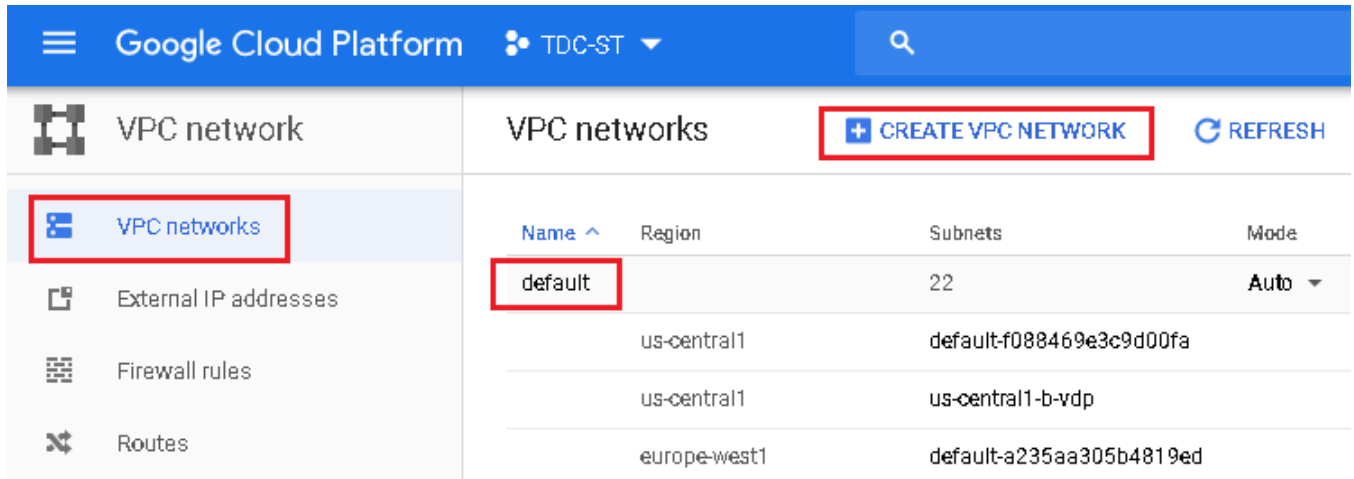 Google Cloud Platform TDC-ST
VPC network
VPC networks CREATE VPC NETWORK REFRESH
VPC networks
External IP addresses
Firewall rules
Routes
Name Region Subnets Mode
default 22 Auto
us-central1 default-f088469e3c9d00fa
us-central1 us-central1-b-vdp
europe-west1 default-a235aa305b4819ed